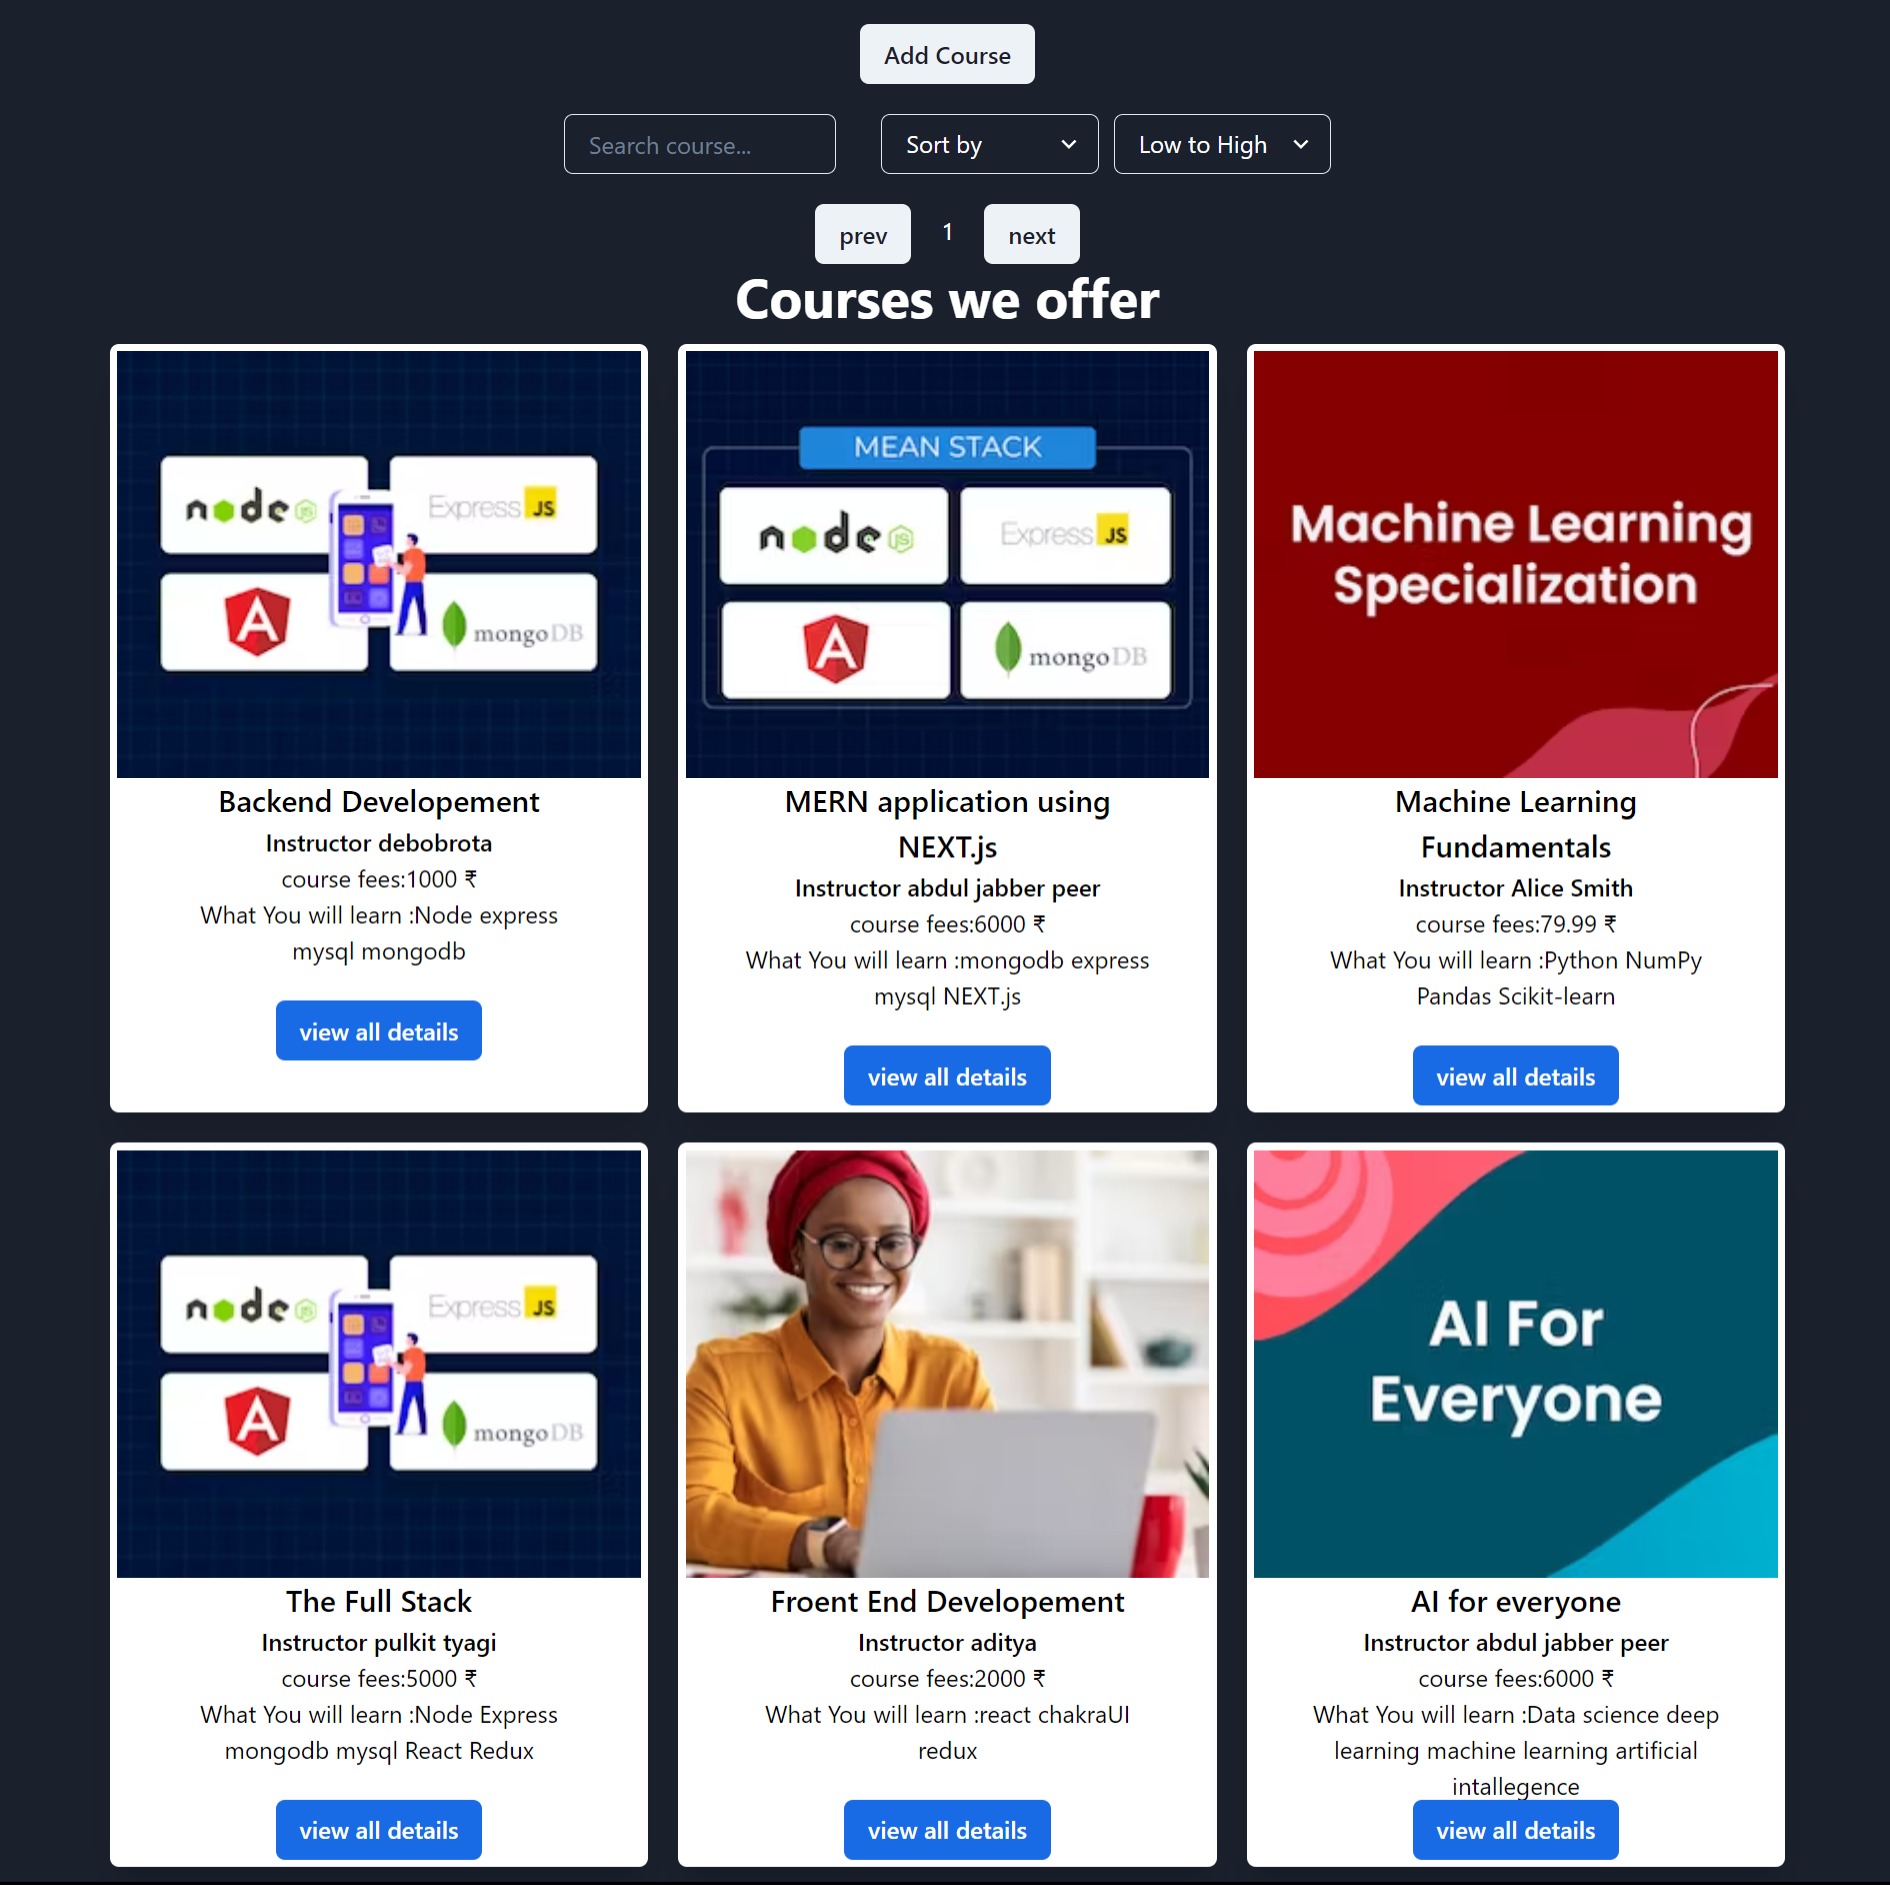 Add Course
Search course...
Sort by
Low to High
prev
1
next
Courses we offer
node JS
Express JS
A
mongoDB
Backend Developement
Instructor debobrota
course fees:1000 ₹
What You will learn :Node express
mysql mongodb
view all details
MEAN STACK
node JS
Express JS
A
mongoDB
MERN application using
NEXT.js
Instructor abdul jabber peer
course fees:6000 ₹
What You will learn :mongodb express
mysql NEXT.js
view all details
Machine Learning
Specialization
Machine Learning
Fundamentals
Instructor Alice Smith
course fees:79.99 ₹
What You will learn :Python NumPy
Pandas Scikit-learn
view all details
node JS
Express JS
A
mongoDB
The Full Stack
Instructor pulkit tyagi
course fees:5000 ₹
What You will learn :Node Express
mongodb mysql React Redux
view all details
Froent End Developement
Instructor aditya
course fees:2000 ₹
What You will learn :react chakraUI
redux
view all details
AI For
Everyone
AI for everyone
Instructor abdul jabber peer
course fees:6000 ₹
What You will learn :Data science deep
learning machine learning artificial
intallegence
view all details